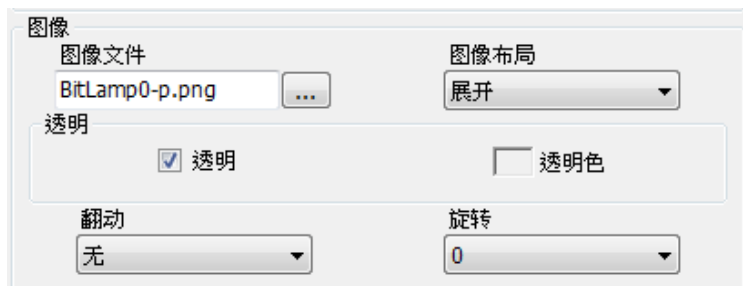 图像
图像文件 图像布局
BitLamp0-p.png ... 展开
透明
透明 透明色
翻动 旋转
无 0